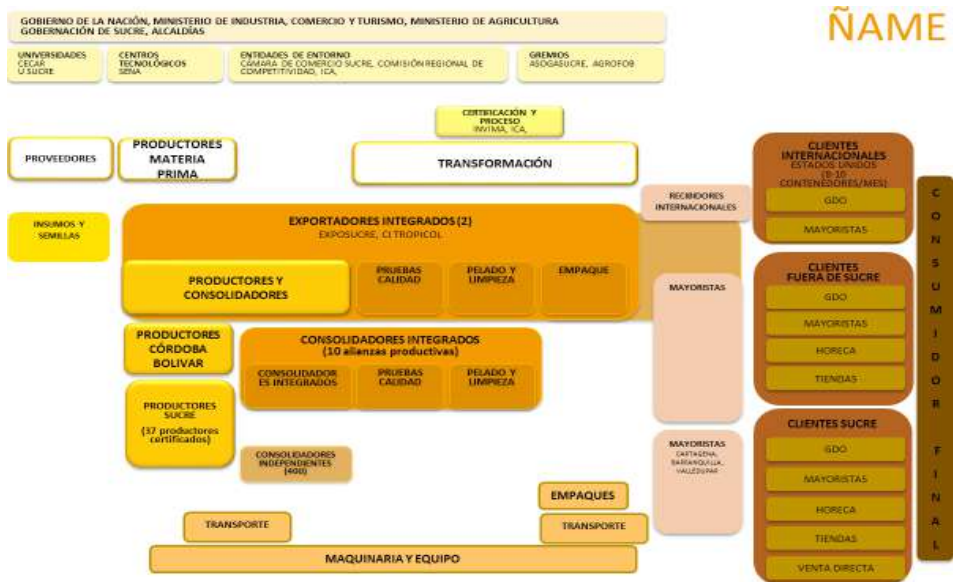 ÑAME
GOBIERNO DE LA NACIÓN, MINISTERIO DE INDUSTRIA, COMERCIO Y TURISMO, MINISTERIO DE AGRICULTURA
GOBERNACIÓN DE SUCRE, ALCALDÍAS
UNIVERSIDADES
CECAR
U SUCRE
CENTROS
TECNOLÓGICOS
SENA
ENTIDADES DE ENTORNO
CÁMARA DE COMERCIO SUCRE, COMISIÓN REGIONAL DE
COMPETITIVIDAD, ICA,
GREMIOS
ASOGASUCRE, AGROFOB
CERTIFICACIÓN Y
PROCESO
INVIMA, ICA,
PROVEEDORES
PRODUCTORES
MATERIA
PRIMA
TRANSFORMACIÓN
INSUMOS Y
SEMILLAS
EXPORTADORES INTEGRADOS (2)
EXPOSUCRE, CI TROPICOL
PRODUCTORES Y
CONSOLIDADORES
PRUEBAS
CALIDAD
PELADO Y
LIMPIEZA
EMPAQUE
PRODUCTORES
CÓRDOBA
BOLIVAR
CONSOLIDADORES INTEGRADOS
(10 alianzas productivas)
CONSOLIDADOR
ES INTEGRADOS
PRUEBAS
CALIDAD
PELADO Y
LIMPIEZA
PRODUCTORES
SUCRE
(37 productores
certificados)
CONSOLIDADORES
INDEPENDIENTES
(400)
EMPAQUES
TRANSPORTE
TRANSPORTE
MAQUINARIA Y EQUIPO
RECIBIDORES
INTERNACIONALES
MAYORISTAS
MAYORISTAS
CARTAGENA,
BARRANQUILLA,
VALLEDUPAR
CLIENTES
INTERNACIONALES
ESTADOS UNIDOS
(8-10
CONTENEDORES/MES)
GDO
MAYORISTAS
CLIENTES
FUERA DE SUCRE
GDO
MAYORISTAS
HORECA
TIENDAS
CLIENTES SUCRE
GDO
MAYORISTAS
HORECA
TIENDAS
VENTA DIRECTA
CONSUMIDOR FINAL